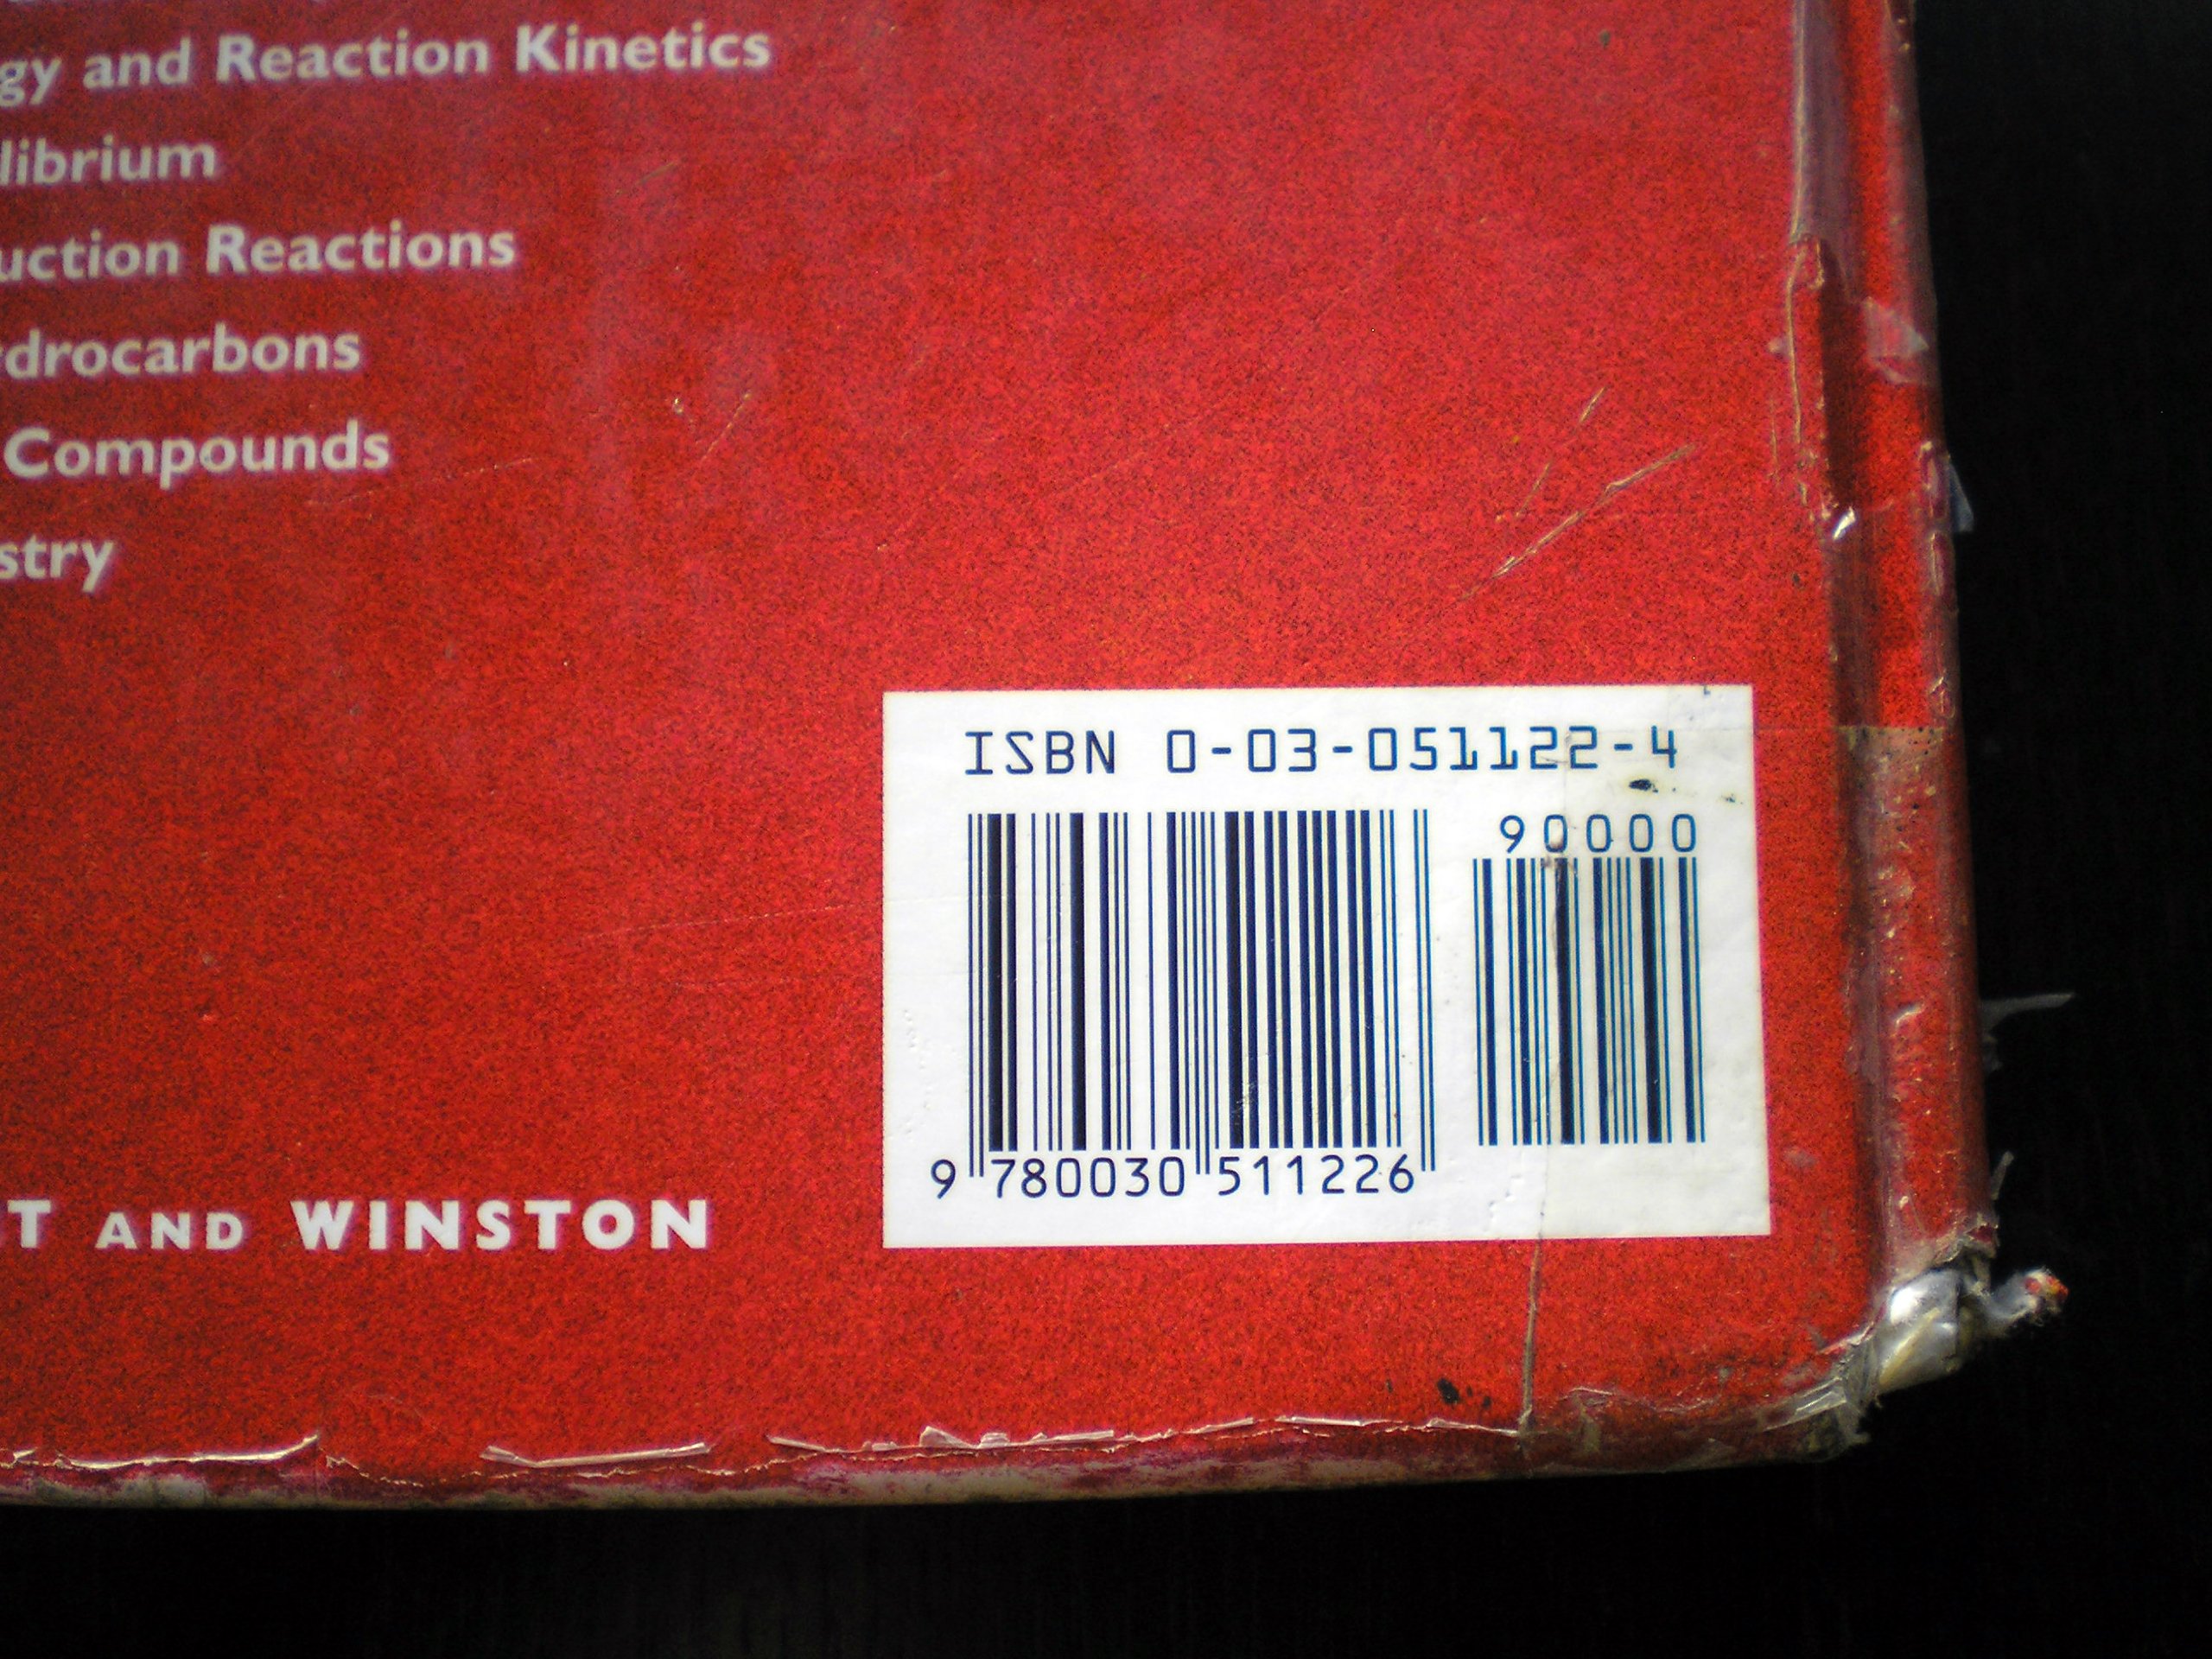 gy and Reaction Kinetics
librium
uction Reactions
drocarbons
Compounds
stry
ISBN 0-03-051122-4
90000
9 780030 511226
T AND WINSTON